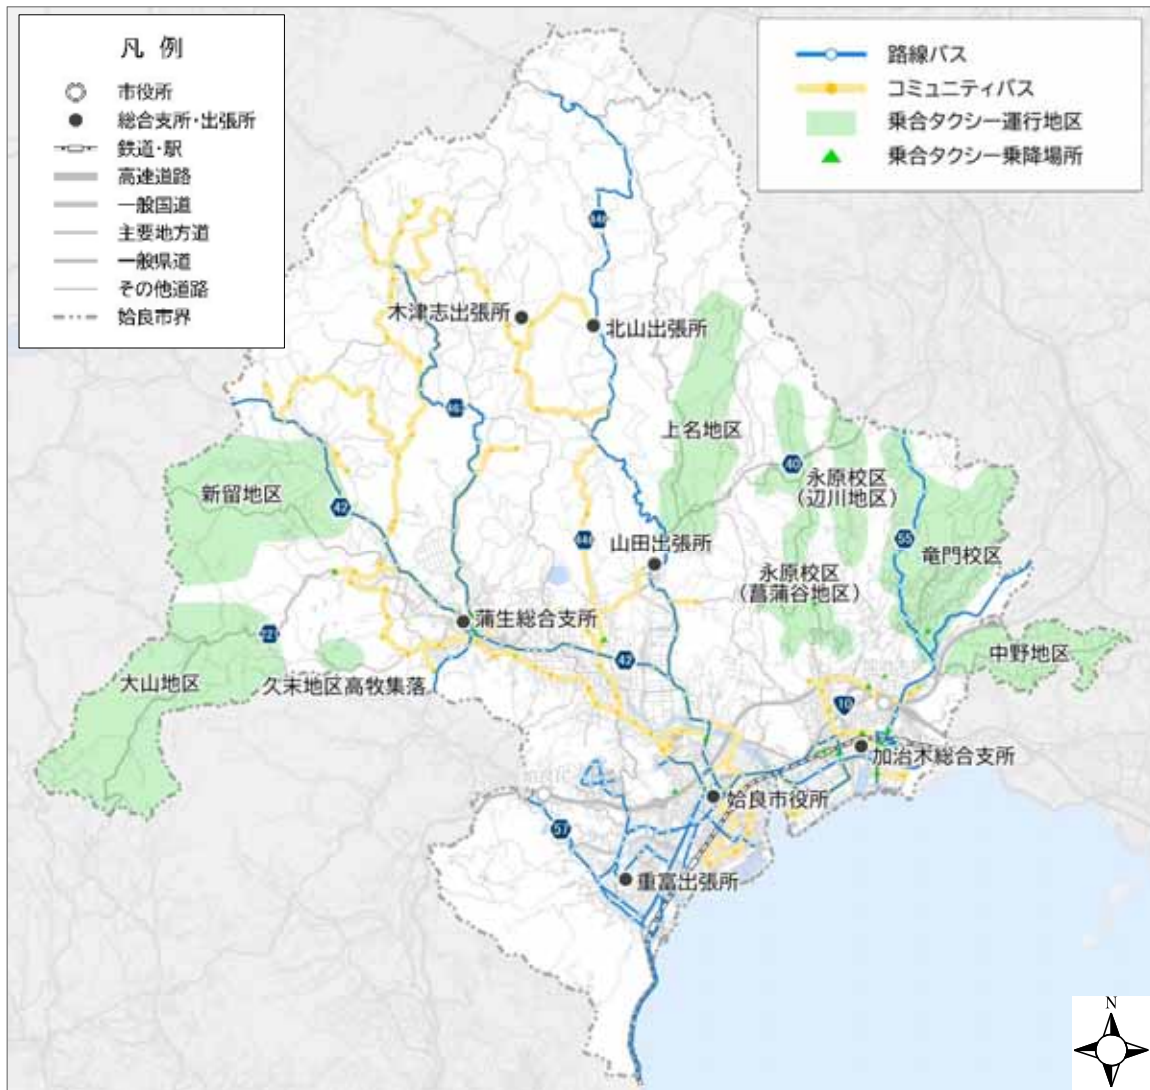 凡 例
市役所
総合支所・出張所
鉄道・駅
高速道路
一般国道
主要地方道
一般県道
その他道路
姶良市界
路線バス
コミュニティバス
乗合タクシー運行地区
乗合タクシー乗降場所
木津志出張所
北山出張所
上名地区
40
永原校区
(辺川地区)
新留地区
42
55
竜門校区
山田出張所
永原校区
(菖蒲谷地区)
蒲生総合支所
42
中野地区
大山地区
久末地区高牧集落
10
加治木総合支所
姶良市役所
57
重富出張所
N